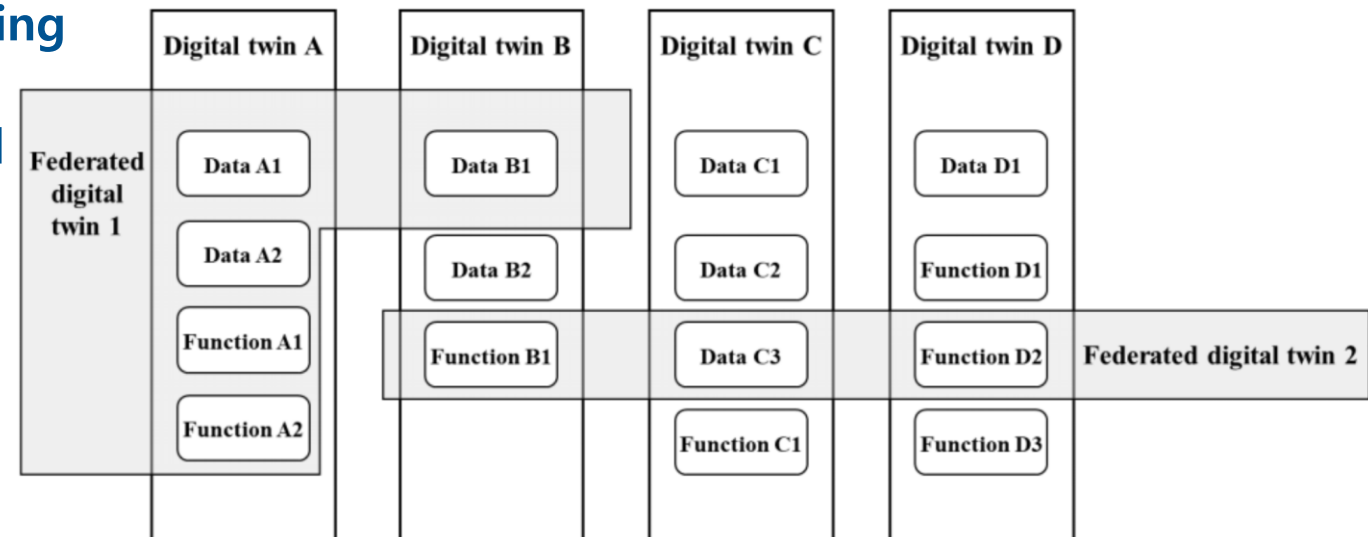 Digital twin A
Digital twin B
Digital twin C
Digital twin D
Federated
digital
twin 1
Data A1
Data B1
Data C1
Data D1
Data A2
Data B2
Data C2
Function D1
Function A1
Function B1
Data C3
Function D2
Federated digital twin 2
Function A2
Function C1
Function D3